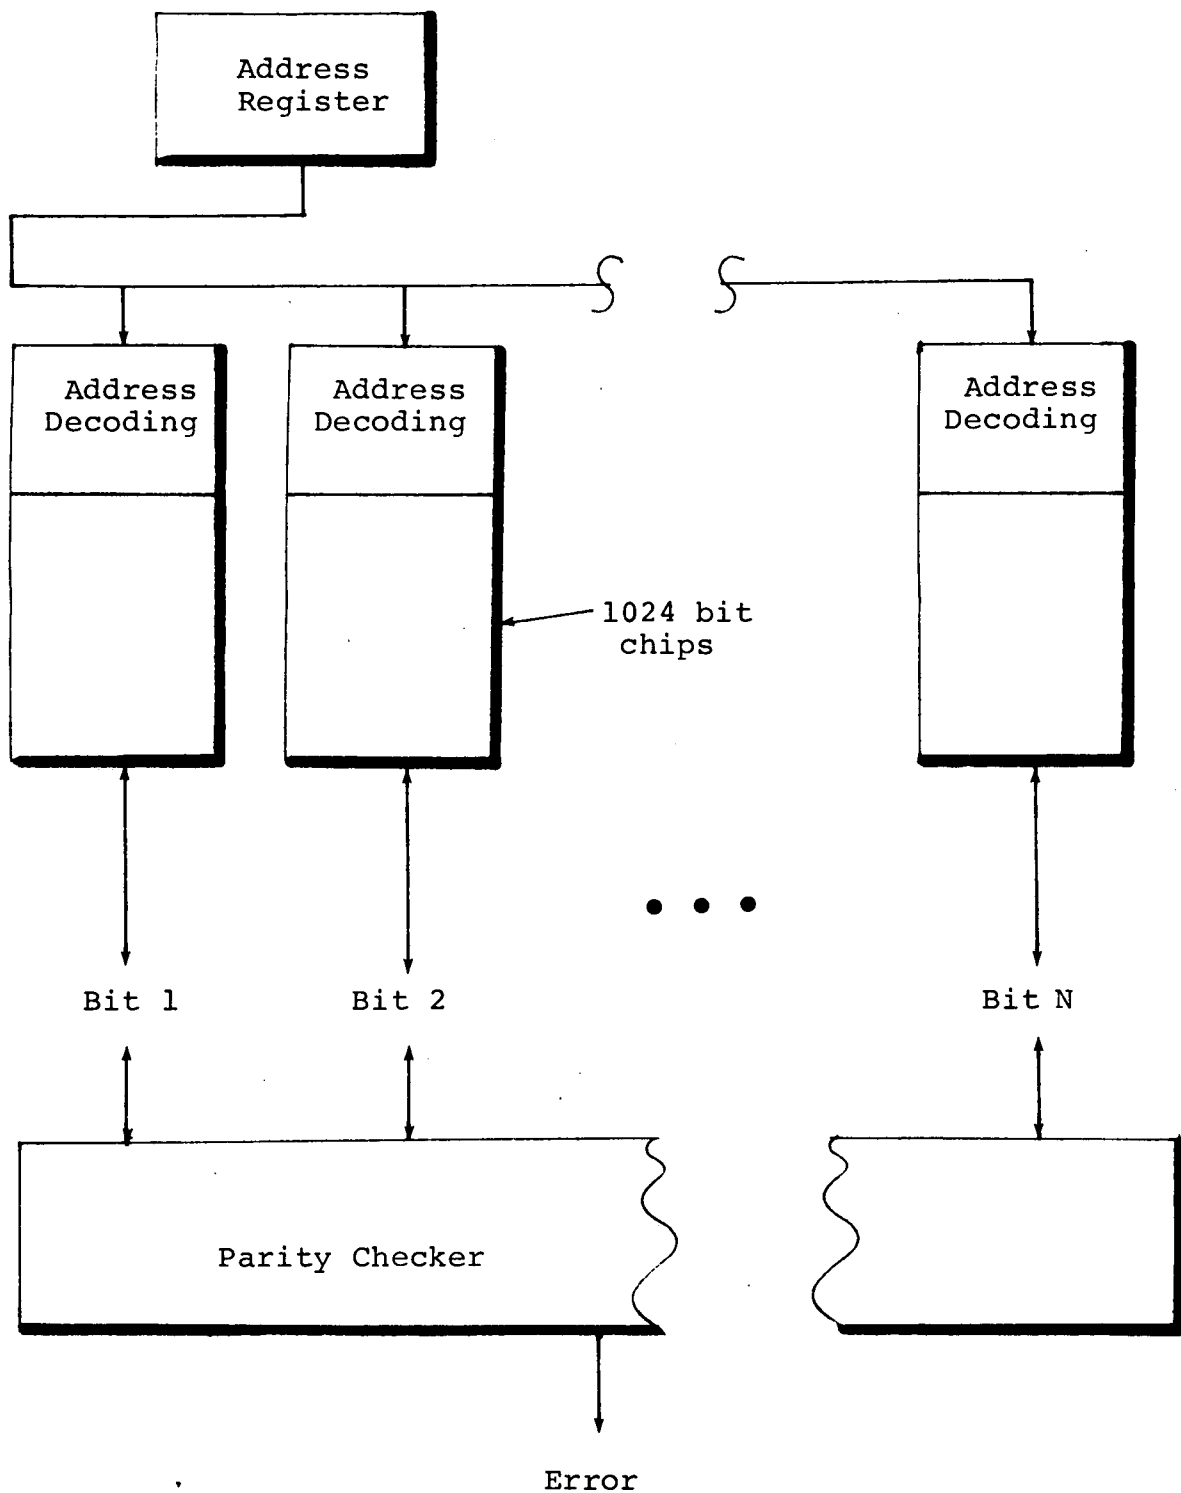 Address
Register
Address
Decoding
Address
Decoding
Address
Decoding
1024 bit
chips
Bit 1
Bit 2
Bit N
Parity Checker
Error